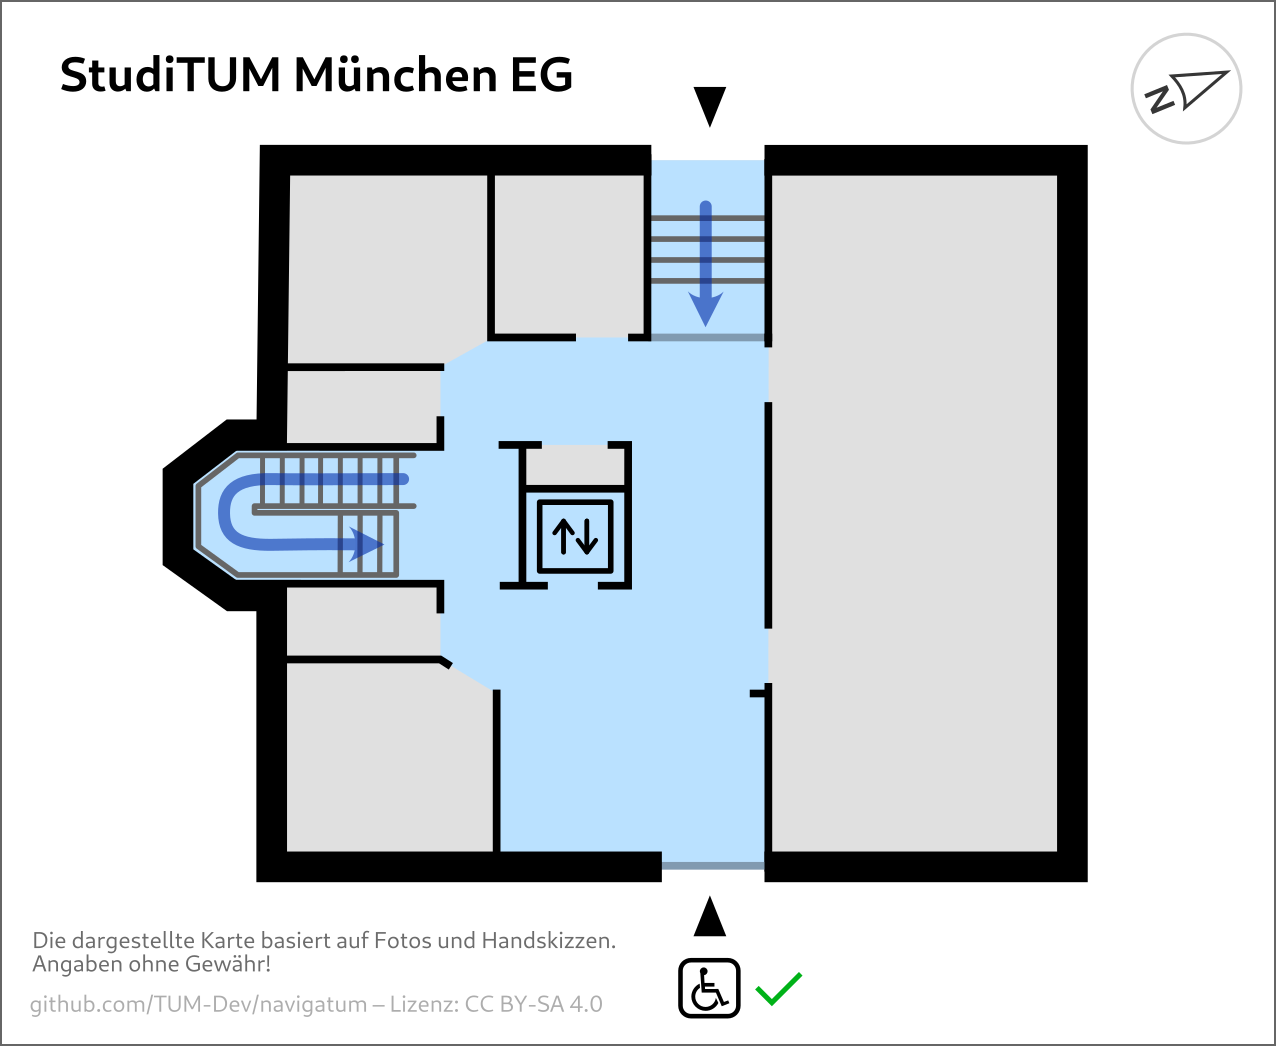 StudiTUM München EG
N
Die dargestellte Karte basiert auf Fotos und Handskizzen.
Angaben ohne Gewähr!
github.com/TUM-Dev/navigatum – Lizenz: CC BY-SA 4.0